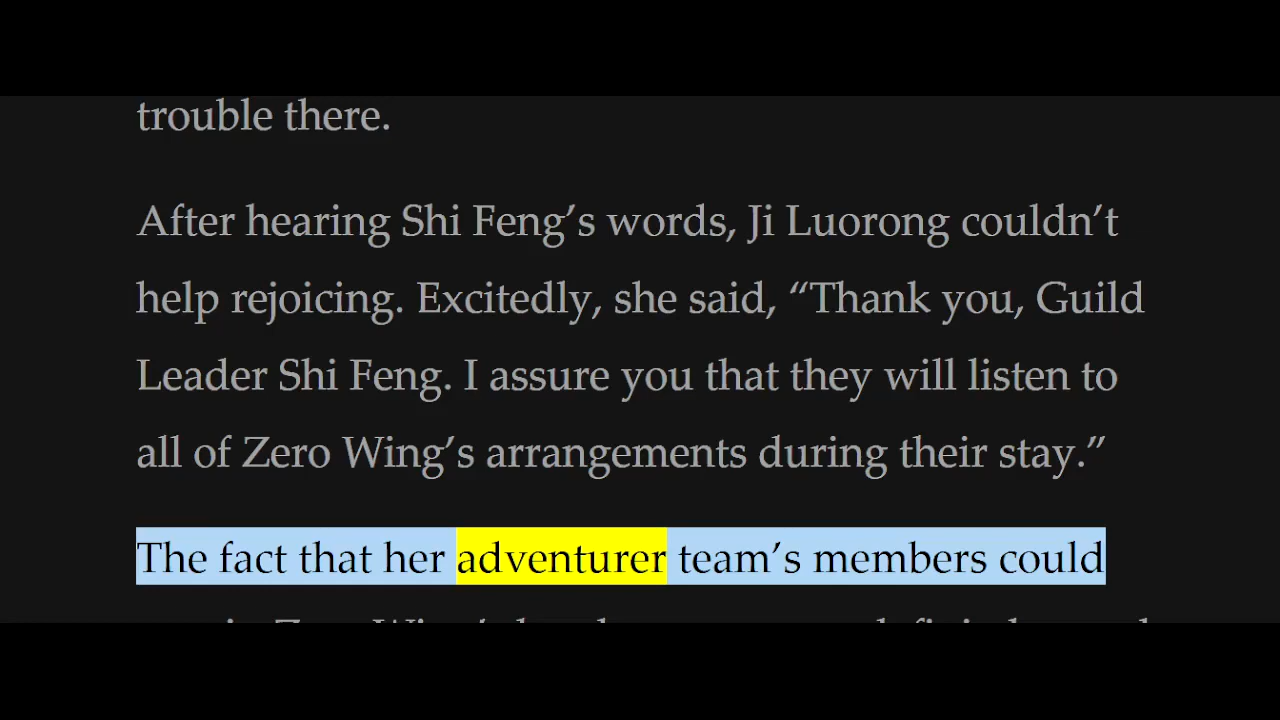 trouble there.
After hearing Shi Feng’s words, Ji Luorong couldn’t
help rejoicing. Excitedly, she said, “Thank you, Guild
Leader Shi Feng. I assure you that they will listen to
all of Zero Wing’s arrangements during their stay.”
The fact that her adventurer team’s members could